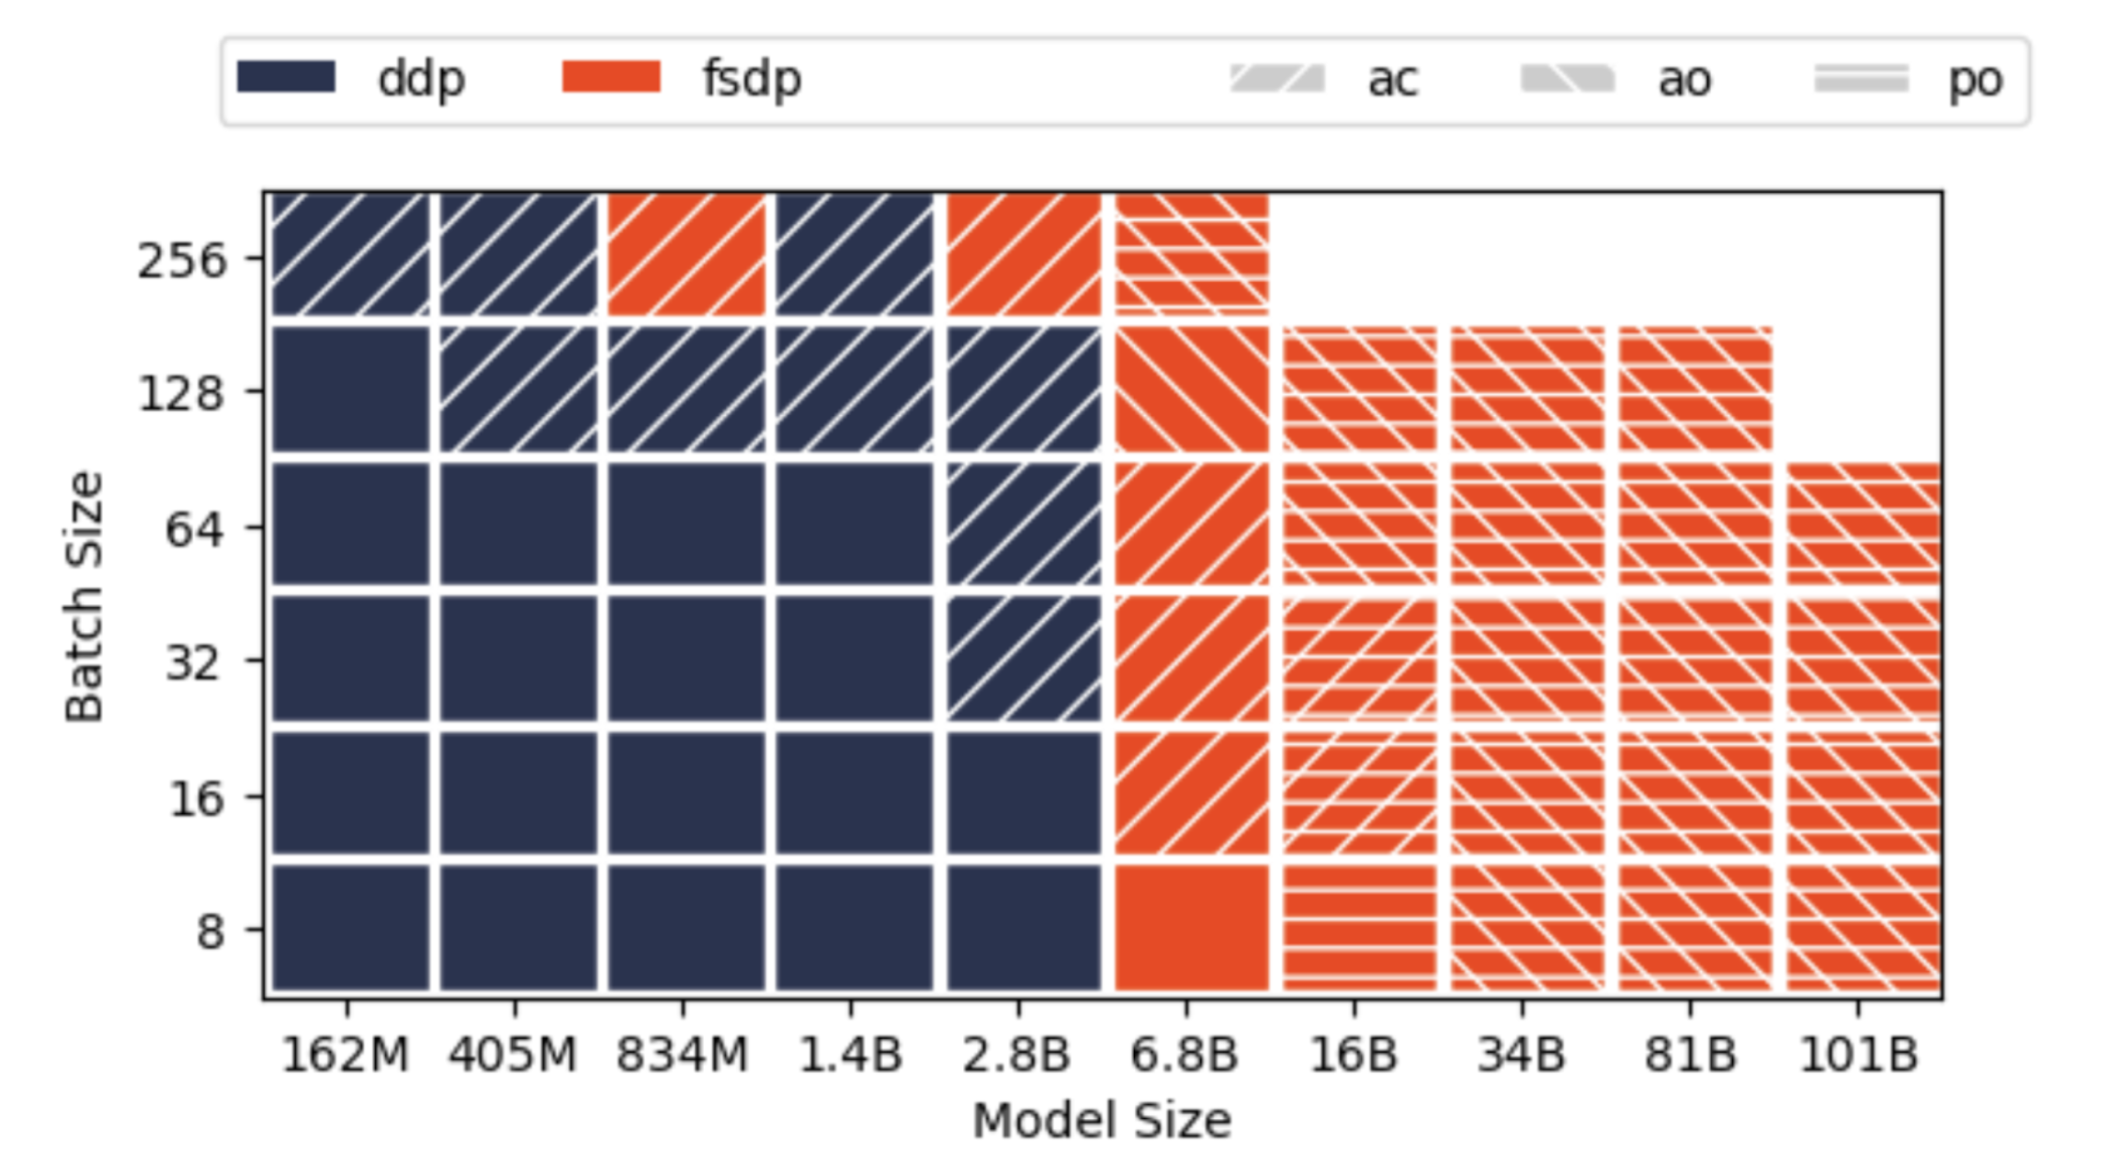 ddp fsdp ac ao po
256
128
64
32
16
8
Batch Size
162M 405M 834M 1.4B 2.8B 6.8B 16B 34B 81B 101B
Model Size